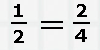 1/2 = 2/4